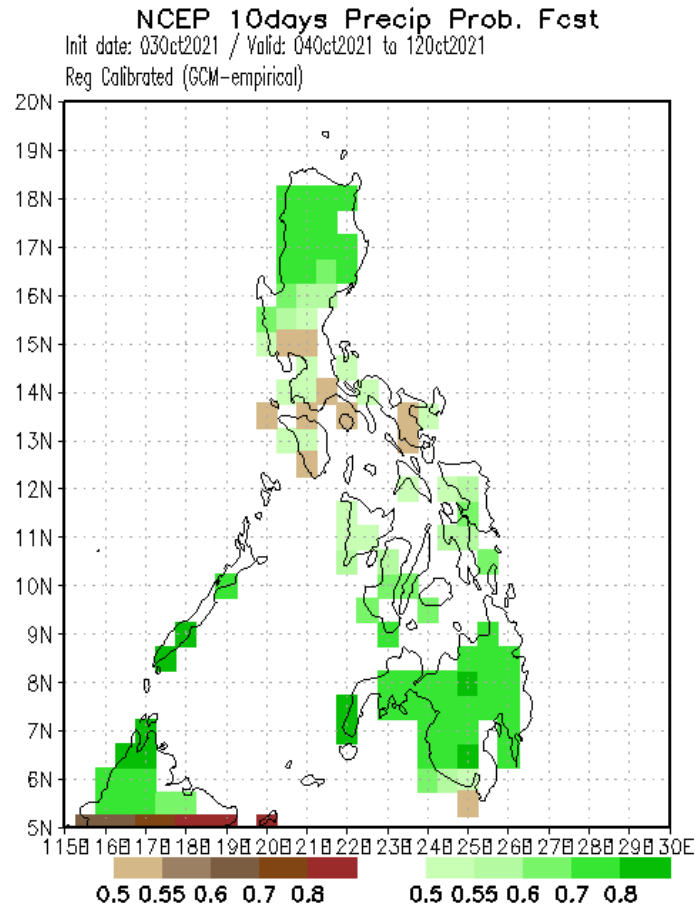 NCEP 10days Precip Prob. Fcst
Init date: 03Oct2021 / Valid: 04Oct2021 to 12Oct2021
Reg Calibrated (GCM-empirical)
20N
19N
18N
17N
16N
15N
14N
13N
12N
11N
10N
9N
8N
7N
6N
5N
115E 116E 117E 118E 119E 120E 121E 122E 123E 124E 125E 126E 127E 128E 129E 130E
0.5 0.55 0.6 0.7 0.8 0.5 0.55 0.6 0.7 0.8